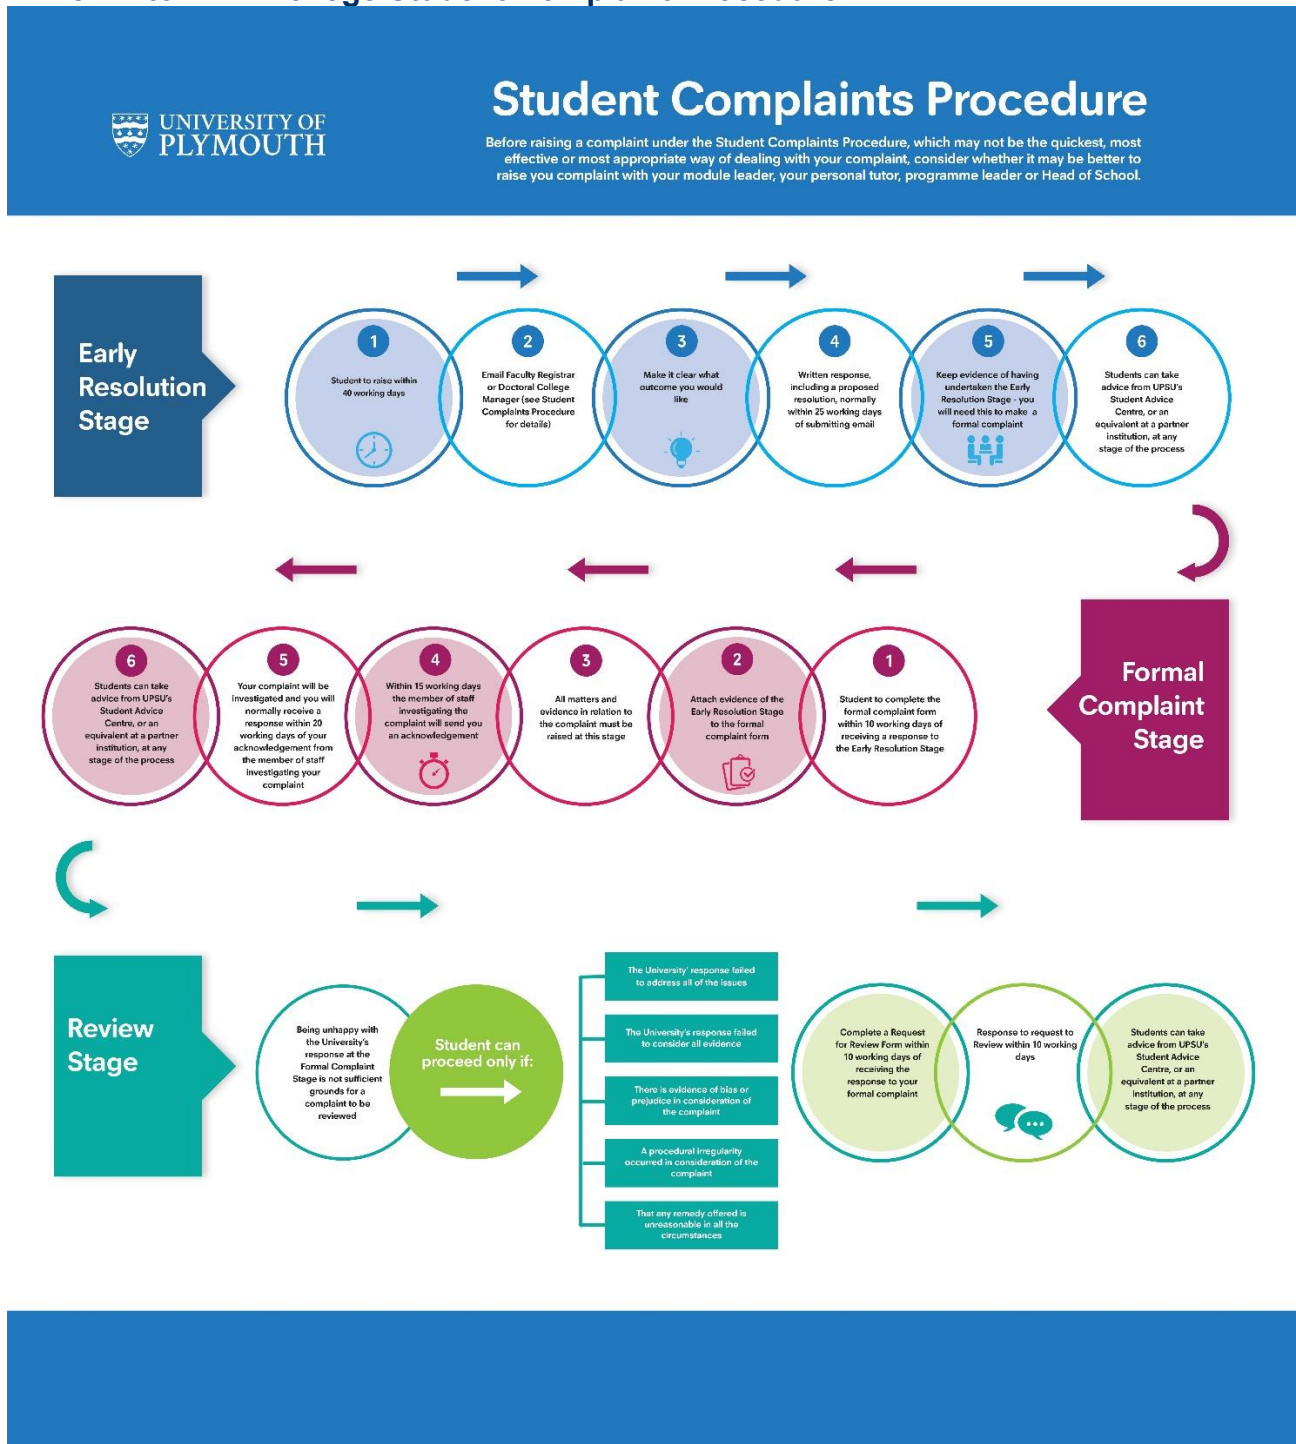 UNIVERSITY OF
PLYMOUTH
Student Complaints Procedure
Before raising a complaint under the Student Complaints Procedure, which may not be the quickest, most
effective or most appropriate way of dealing with your complaint, consider whether it may be better to
raise you complaint with your module leader, your personal tutor, programme leader or Head of School.
Early
Resolution
Stage
1
Student to raise within
40 working days
2
Email Faculty Registrar
or Doctoral College
Manager (see Student
Complaints Procedure
for details)
3
Make it clear what
outcome you would
like
4
Written response,
including a proposed
resolution, normally
within 25 working days
of submitting email
5
Keep evidence of having
undertaken the Early
Resolution Stage - you
will need this to make a
formal complaint
6
Students can take
advice from UPSU's
Student Advice
Centre, or an
equivalent at a partner
institution, at any
stage of the process
Formal
Complaint
Stage
1
Student to complete the
formal complaint form
within 10 working days of
receiving a response to
the Early Resolution Stage
2
Attach evidence of the
Early Resolution Stage
to the formal
complaint form
3
All matters and
evidence in relation to
the complaint must be
raised at this stage
4
Within 15 working days
the member of staff
investigating the
complaint will send you
an acknowledgement
5
Your complaint will be
investigated and you will
normally receive a
response within 20
working days of your
acknowledgement from
the member of staff
investigating your
complaint
6
Students can take
advice from UPSU's
Student Advice
Centre, or an
equivalent at a partner
institution, at any
stage of the process
Review
Stage
Being unhappy with
the University's
response at the
Formal Complaint
Stage is not sufficient
grounds for a
complaint to be
reviewed
Student can
proceed only if:
The University' response failed
to address all of the issues
The University's response failed
to consider all evidence
There is evidence of bias or
prejudice in consideration of
the complaint
A procedural irregularity
occurred in consideration of the
complaint
That any remedy offered is
unreasonable in all the
circumstances
Complete a Request
for Review Form within
10 working days of
receiving the
response to your
formal complaint
Response to request to
Review within 10 working
days
Students can take
advice from UPSU's
Student Advice
Centre, or an
equivalent at a partner
institution, at any
stage of the process